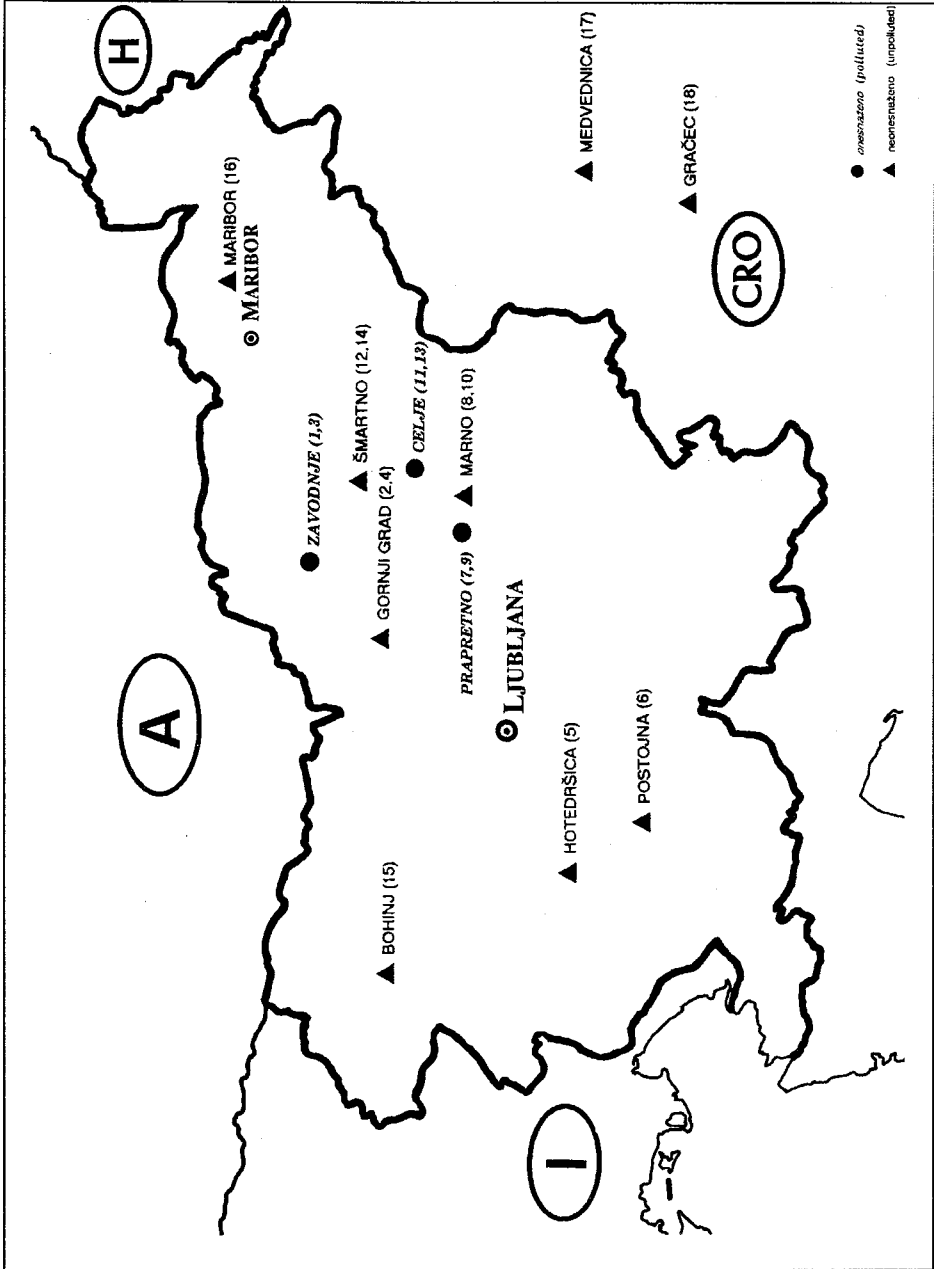 H
A
MARIBOR (16)
MARIBOR
ZAVODNJE (1,3)
ŠMARTNO (12,14)
GORNJI GRAD (2,4)
BOHINJ (15)
CELJE (11,13)
PRAPRETNO (7,9)
MARNO (8.10)
LJUBLJANA
HOTEDRŠICA (5)
POSTOJNA (6)
I
MEDVEDNICA (17)
GRAČEC (18)
CRO
onesnaženo (polluted)
neonesnaženo (unpolluted)